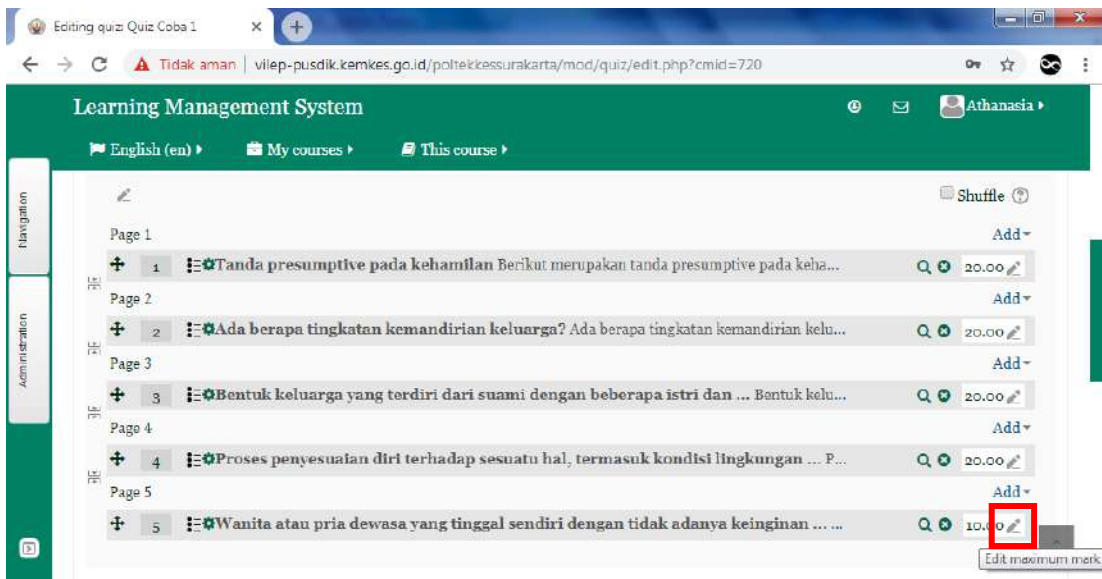 Editing quiz: Quiz Coba 1
Tidak aman | vilep-pusdik.kemkes.go.id/poltekkessurakarta/mod/quiz/edit.php?cmid=720
Learning Management System Athanasia
English (en) My courses This course
Navigation
Administration
Shuffle
Page 1 Add
1 Tanda presumptive pada kehamilan Berikut merupakan tanda presumptive pada keha... 20.00
Page 2 Add
2 Ada berapa tingkatan kemandirian keluarga? Ada berapa tingkatan kemandirian kelu... 20.00
Page 3 Add
3 Bentuk keluarga yang terdiri dari suami dengan beberapa istri dan ... Bentuk kelu... 20.00
Page 4 Add
4 Proses penyesuaian diri terhadap sesuatu hal, termasuk kondisi lingkungan ... P... 20.00
Page 5 Add
5 Wanita atau pria dewasa yang tinggal sendiri dengan tidak adanya keinginan ... ... 10.00
Edit maximum mark